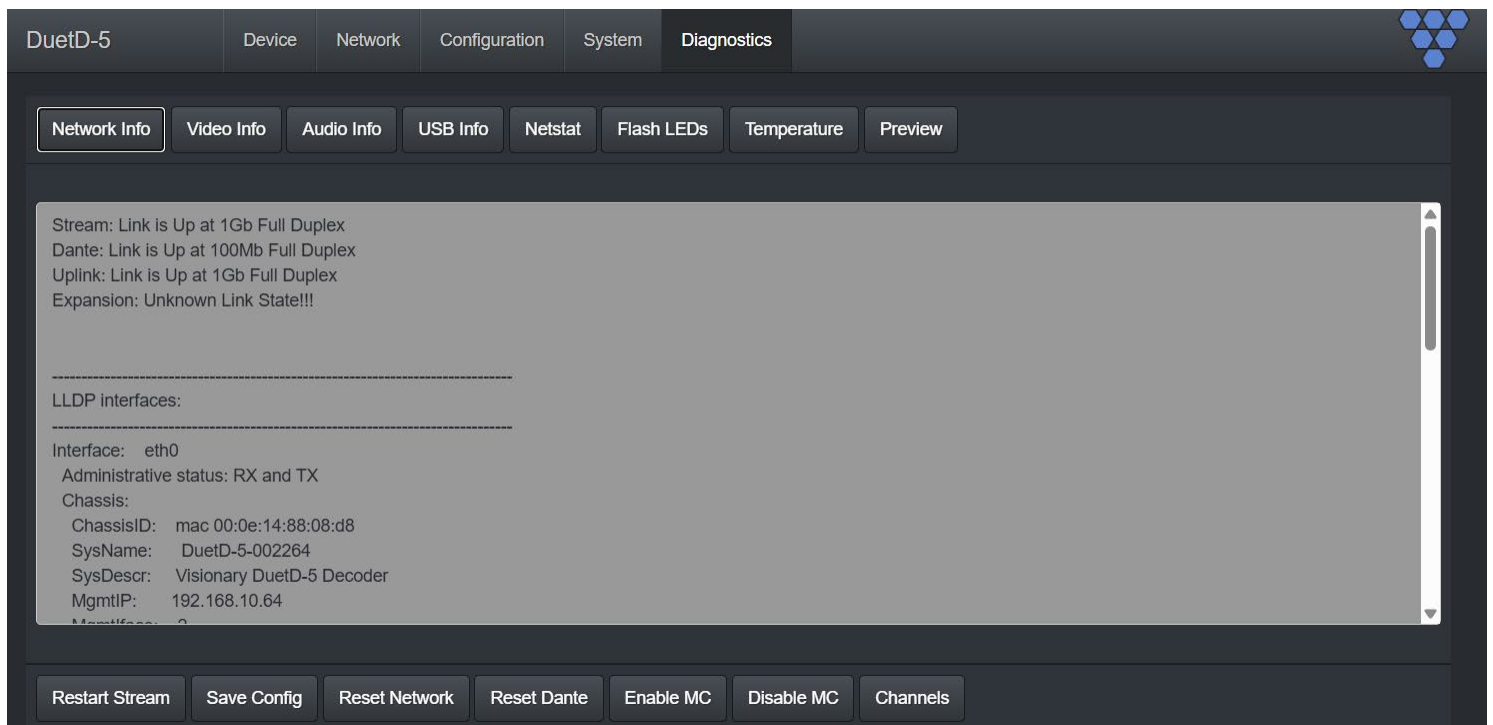 DuetD-5 Device Network Configuration System Diagnostics
Network Info Video Info Audio Info USB Info Netstat Flash LEDs Temperature Preview
Stream: Link is Up at 1Gb Full Duplex
Dante: Link is Up at 100Mb Full Duplex
Uplink: Link is Up at 1Gb Full Duplex
Expansion: Unknown Link State!!!
-------------------------------------------------------------------------------
LLDP interfaces:
-------------------------------------------------------------------------------
Interface: eth0
Administrative status: RX and TX
Chassis:
ChassisID: mac 00:0e:14:88:08:d8
SysName: DuetD-5-002264
SysDescr: Visionary DuetD-5 Decoder
MgmtIP: 192.168.10.64
Restart Stream Save Config Reset Network Reset Dante Enable MC Disable MC Channels